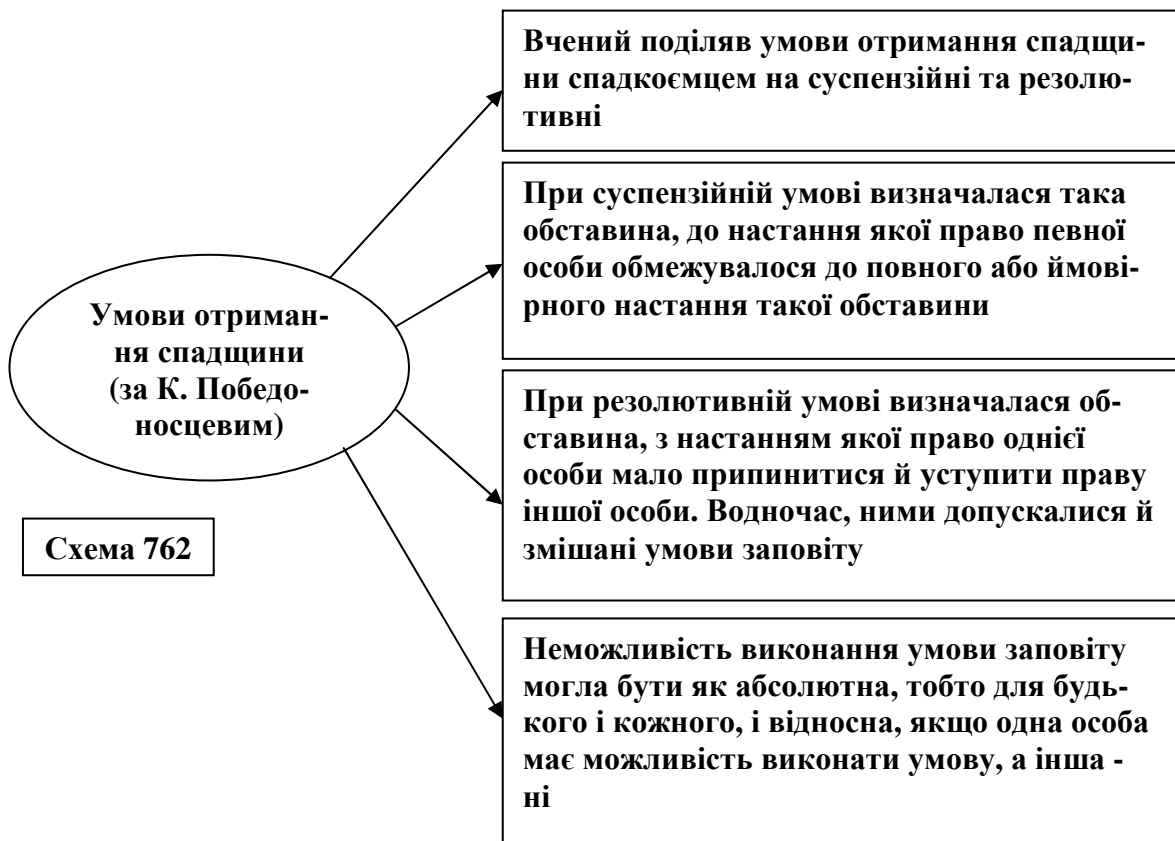 Вчений поділяв умови отримання спадщи-
ни спадкоємцем на суспензійні та резолю-
тивні
При суспензійній умові визначалася така
обставина, до настання якої право певної
особи обмежувалося до повного або ймові-
рного настання такої обставини
Умови отриман-
ня спадщини
(за К. Победо-
носцевим)
При резолютивній умові визначалася об-
ставина, з настанням якої право однієї
особи мало припинитися й уступити праву
іншої особи. Водночас, ними допускалися й
змішані умови заповіту
Схема 762
Неможливість виконання умови заповіту
могла бути як абсолютна, тобто для будь-
кого і кожного, і відносна, якщо одна особа
має можливість виконати умову, а інша -
ні